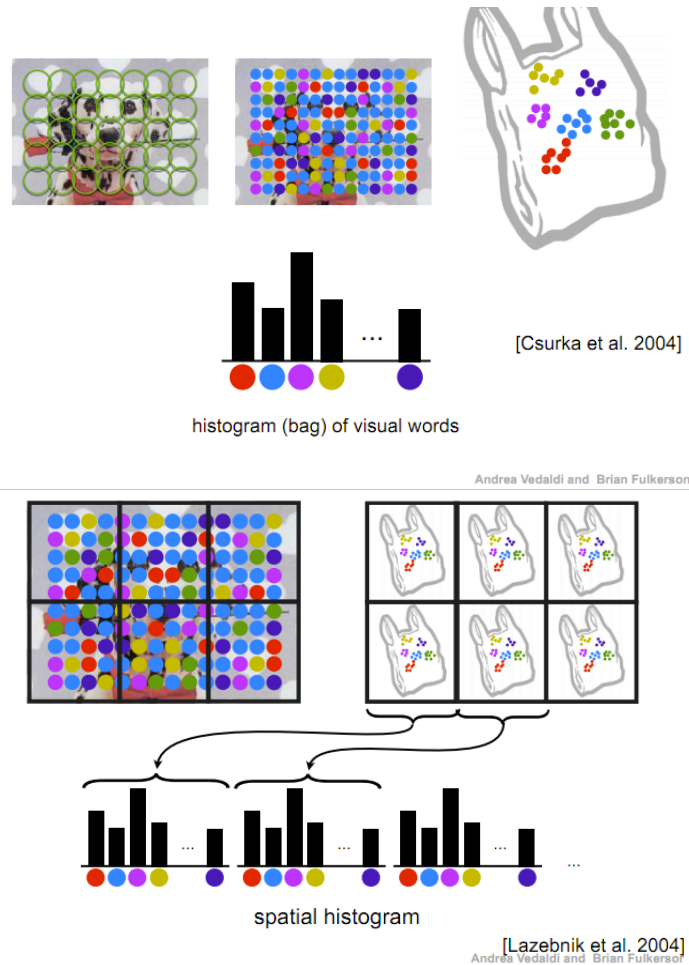 ...
[Csurka et al. 2004]
histogram (bag) of visual words
Andrea Vedaldi and Brian Fulkerson
... ... ... ...
spatial histogram
[Lazebnik et al. 2004]
Andrea Vedaldi and Brian Fulkerson